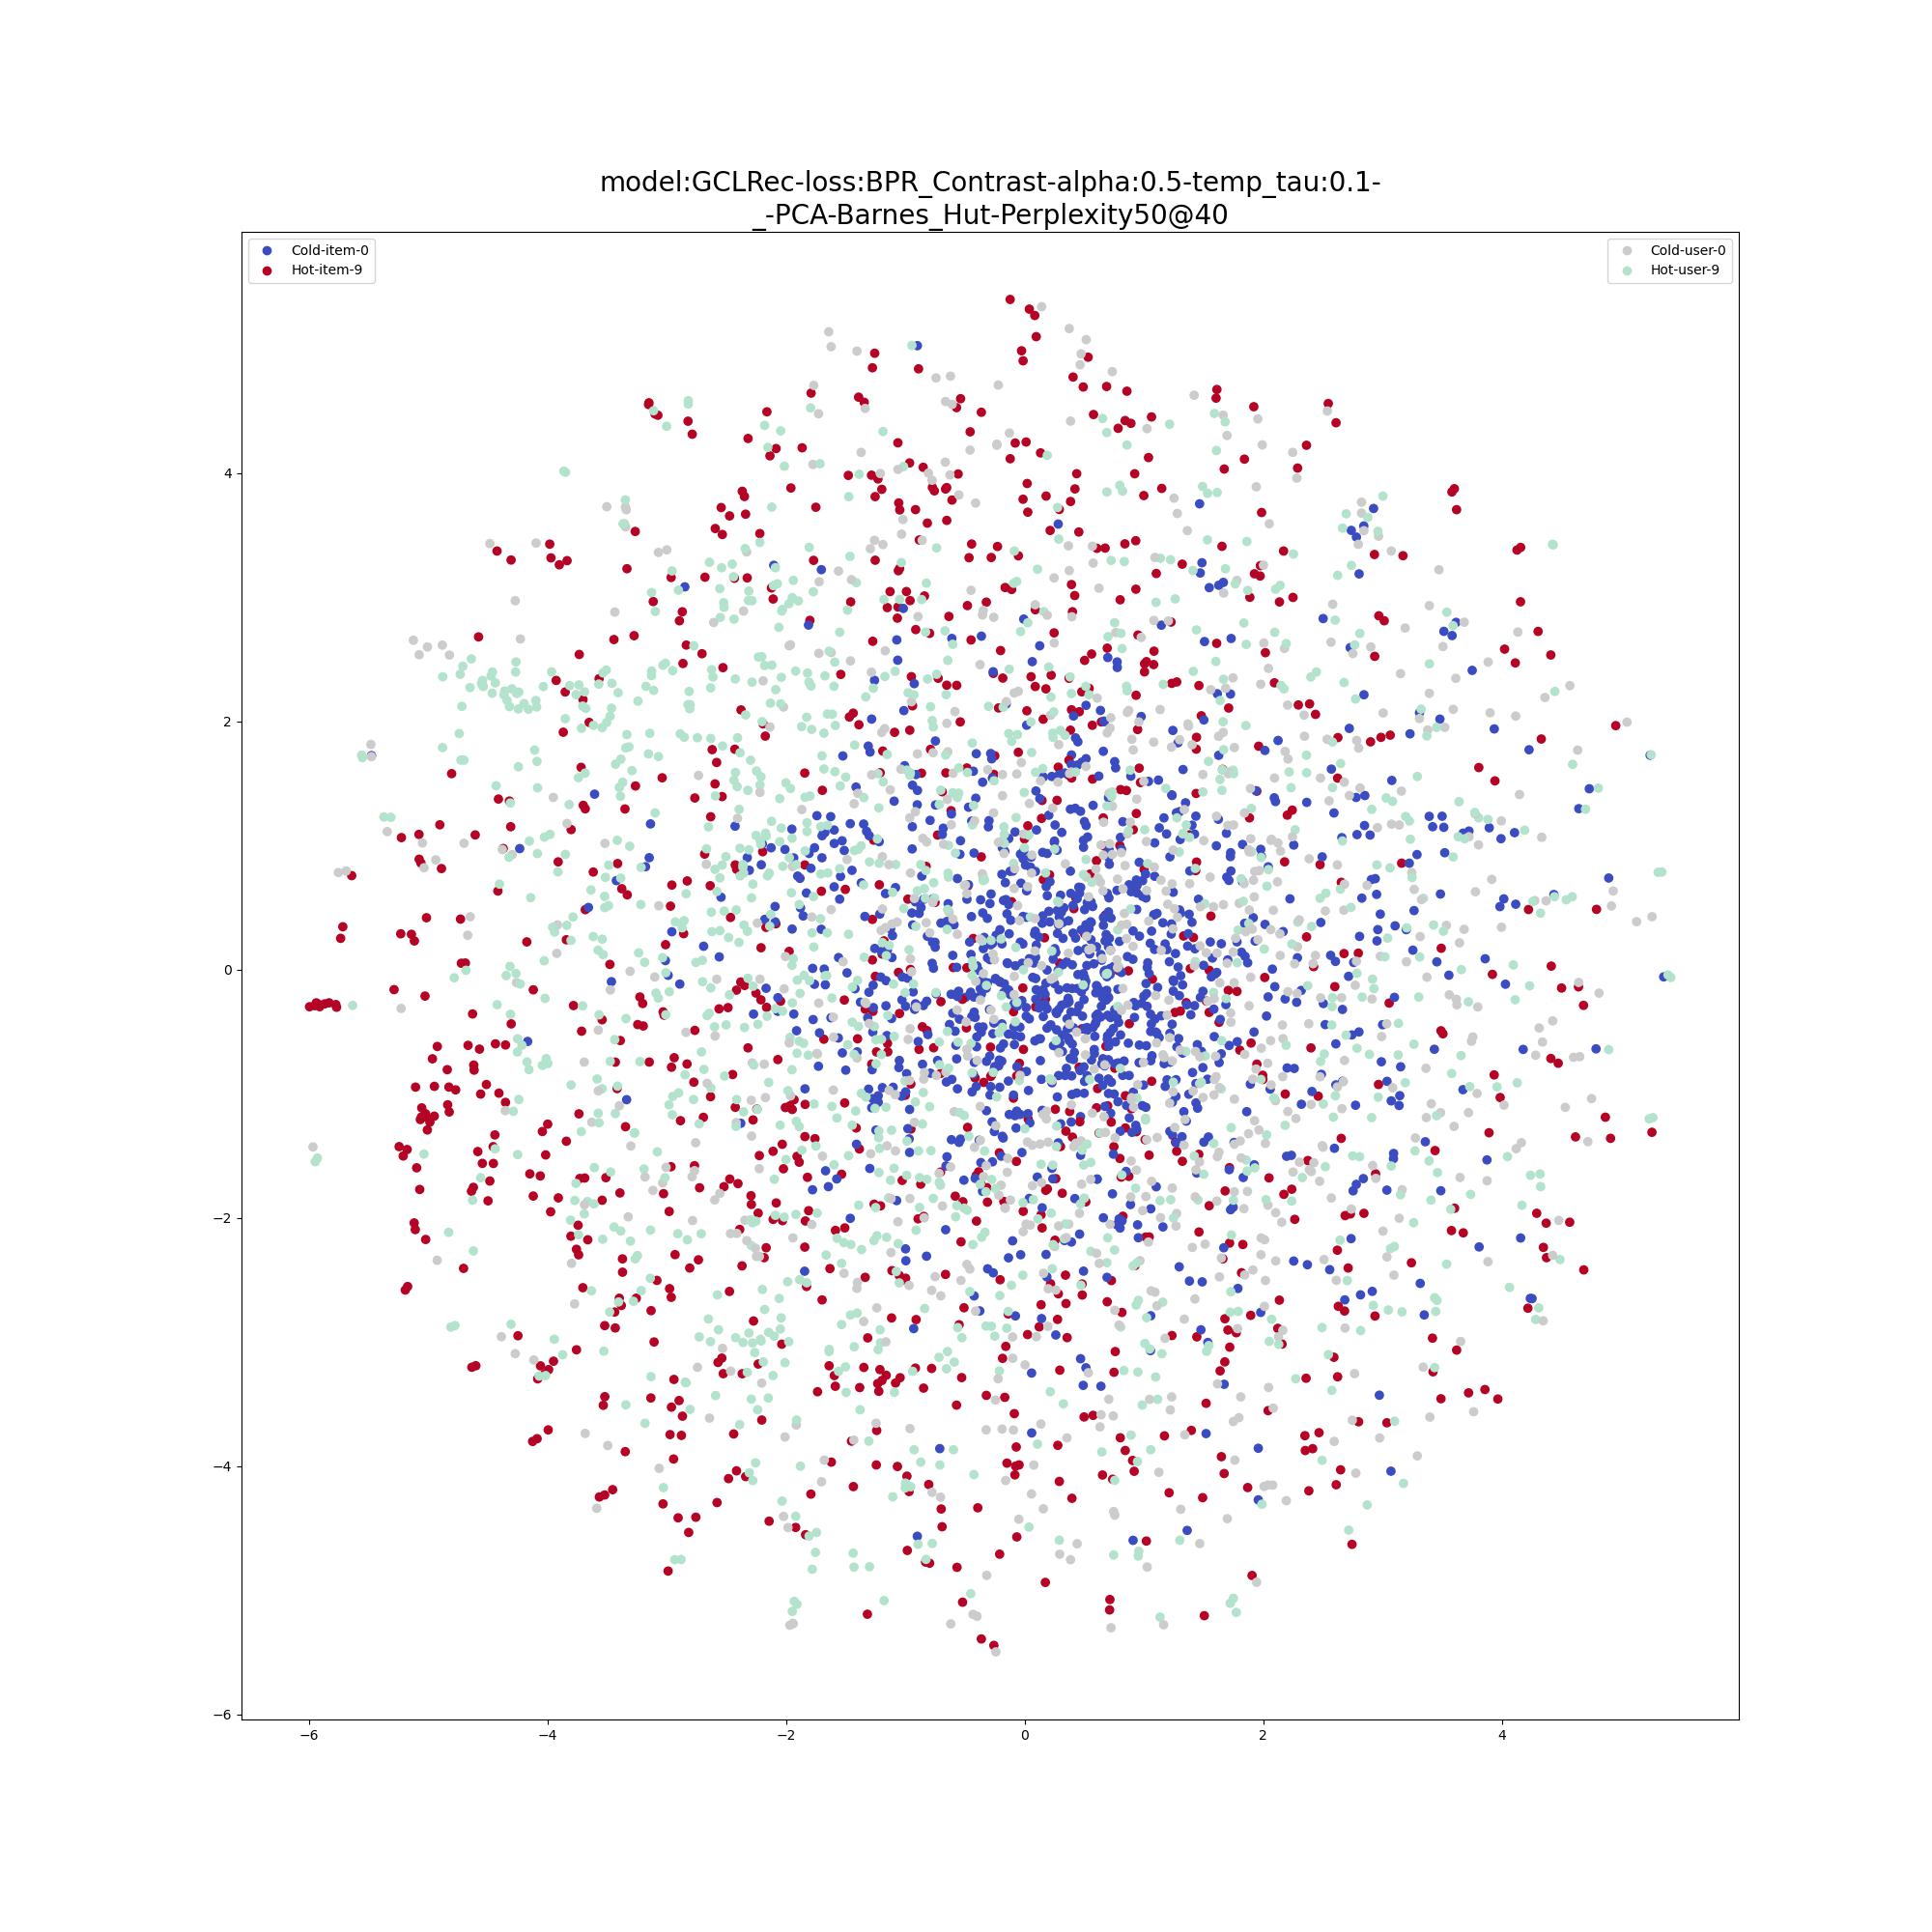 model:GCLRec-loss:BPR_Contrast-alpha:0.5-temp_tau:0.1-
_-PCA-Barnes_Hut-Perplexity50@40
Cold-item-0
Hot-item-9
Cold-user-0
Hot-user-9
4
2
0
−2
−4
−6
−6
−4
−2
0
2
4